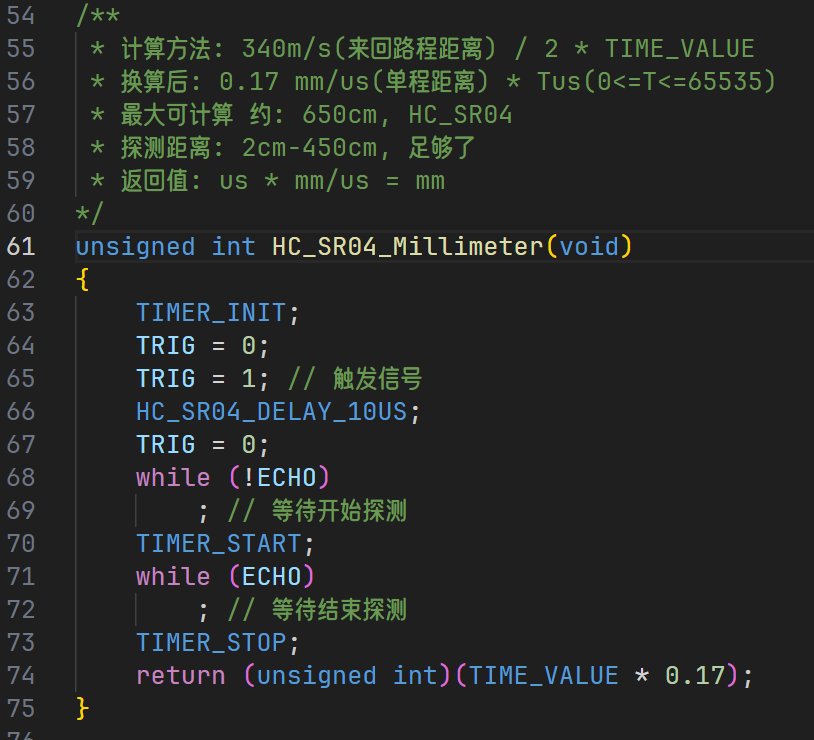 54 /**
55 * 计算方法: 340m/s(来回路程距离) / 2 * TIME_VALUE
56 * 换算后: 0.17 mm/us(单程距离) * Tus(0<=T<=65535)
57 * 最大可计算 约: 650cm, HC_SR04
58 * 探测距离: 2cm-450cm, 足够了
59 * 返回值: us * mm/us = mm
60 */
61 unsigned int HC_SR04_Millimeter(void)
62 {
63 TIMER_INIT;
64 TRIG = 0;
65 TRIG = 1; // 触发信号
66 HC_SR04_DELAY_10US;
67 TRIG = 0;
68 while (!ECHO)
69 ; // 等待开始探测
70 TIMER_START;
71 while (ECHO)
72 ; // 等待结束探测
73 TIMER_STOP;
74 return (unsigned int)(TIME_VALUE * 0.17);
75 }